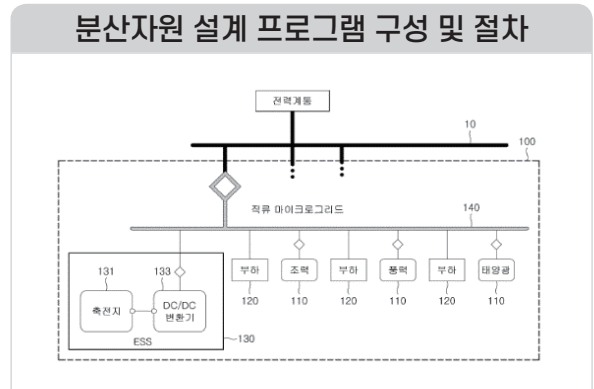 분산자원 설계 프로그램 구성 및 절차
전력계통
10
100
직류 마이크로그리드
140
131
133
축전지
DC/DC
변환기
ESS
130
부하
조력
부하
풍력
부하
태양광
120
110
120
110
120
110